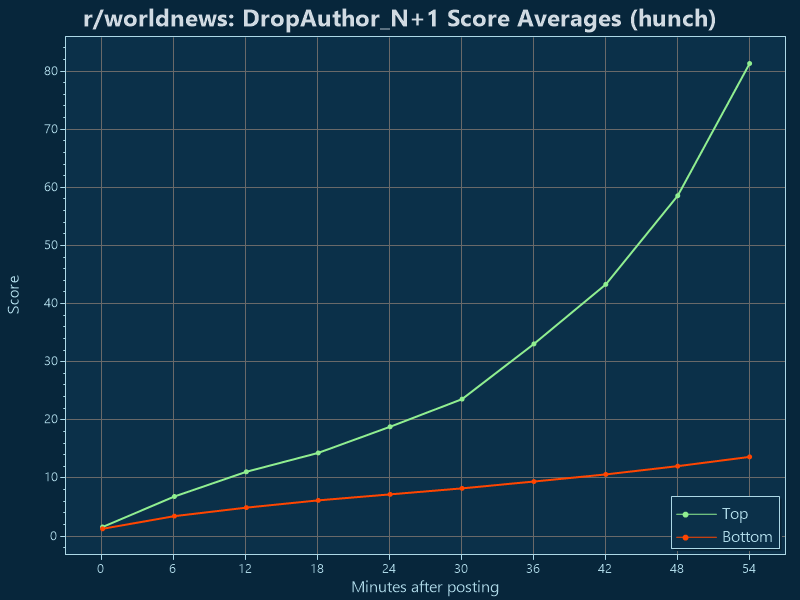 r/worldnews: DropAuthor_N+1 Score Averages (hunch)
80
70
60
50
40
30
20
10
0
Score
0 6 12 18 24 30 36 42 48 54
Minutes after posting
Top
Bottom